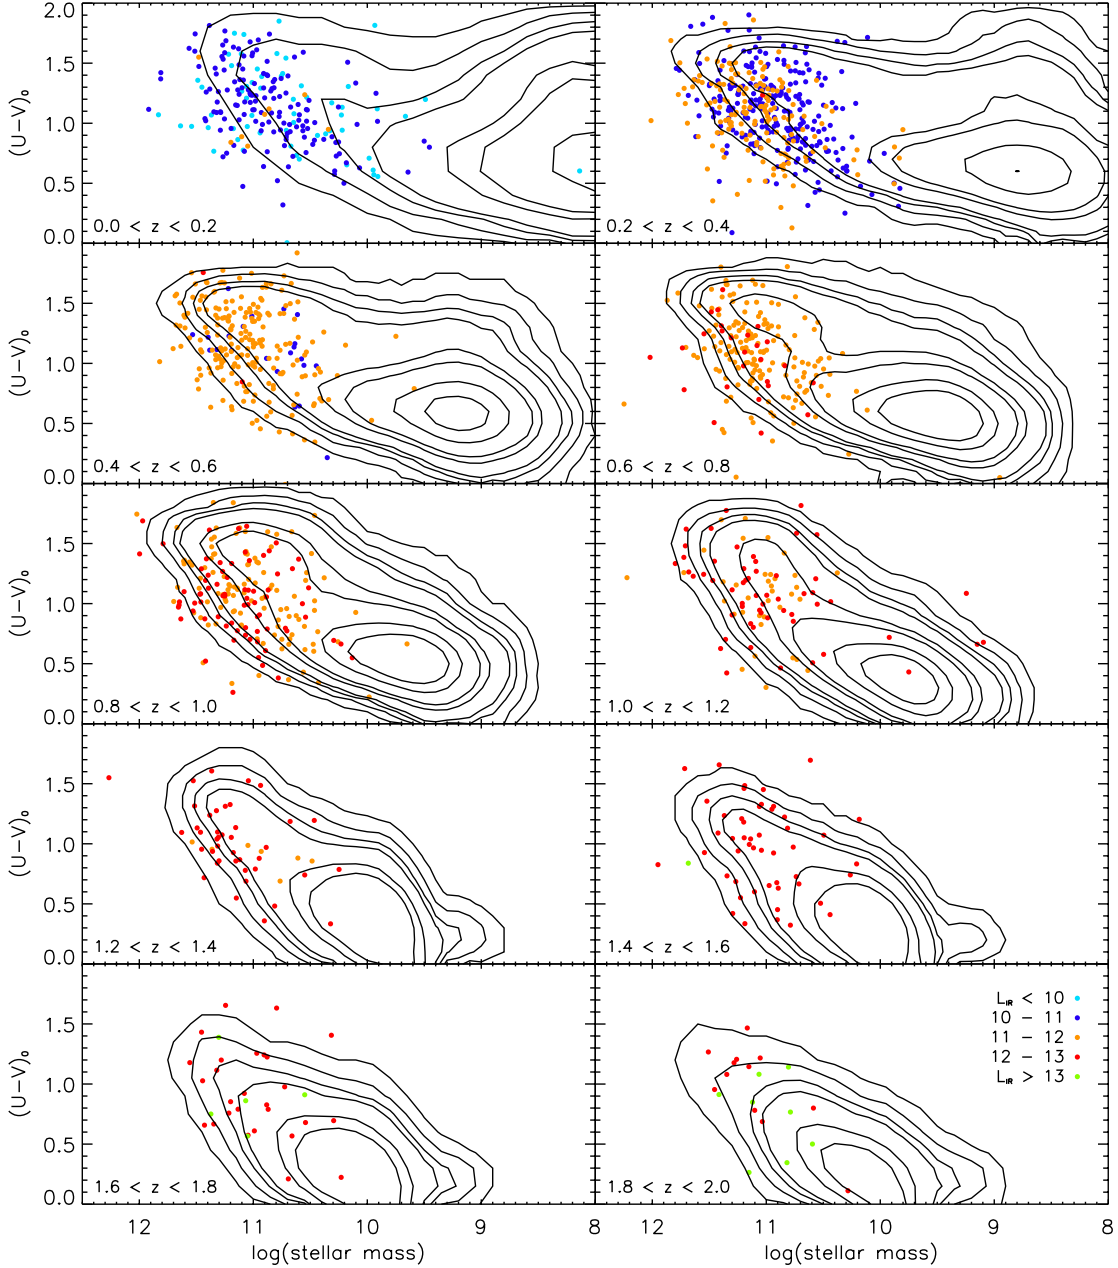 2.0
1.5
1.0
0.5
0.0
(U−V)₀
0.0 < z < 0.2
0.2 < z < 0.4
1.5
1.0
0.5
0.0
(U−V)₀
0.4 < z < 0.6
0.6 < z < 0.8
1.5
1.0
0.5
0.0
(U−V)₀
0.8 < z < 1.0
1.0 < z < 1.2
1.5
1.0
0.5
0.0
(U−V)₀
1.2 < z < 1.4
1.4 < z < 1.6
1.5
1.0
0.5
0.0
(U−V)₀
1.6 < z < 1.8
L_IR < 10
10 − 11
11 − 12
12 − 13
L_IR > 13
1.8 < z < 2.0
12 11 10 9 8
12 11 10 9 8
log(stellar mass)
log(stellar mass)